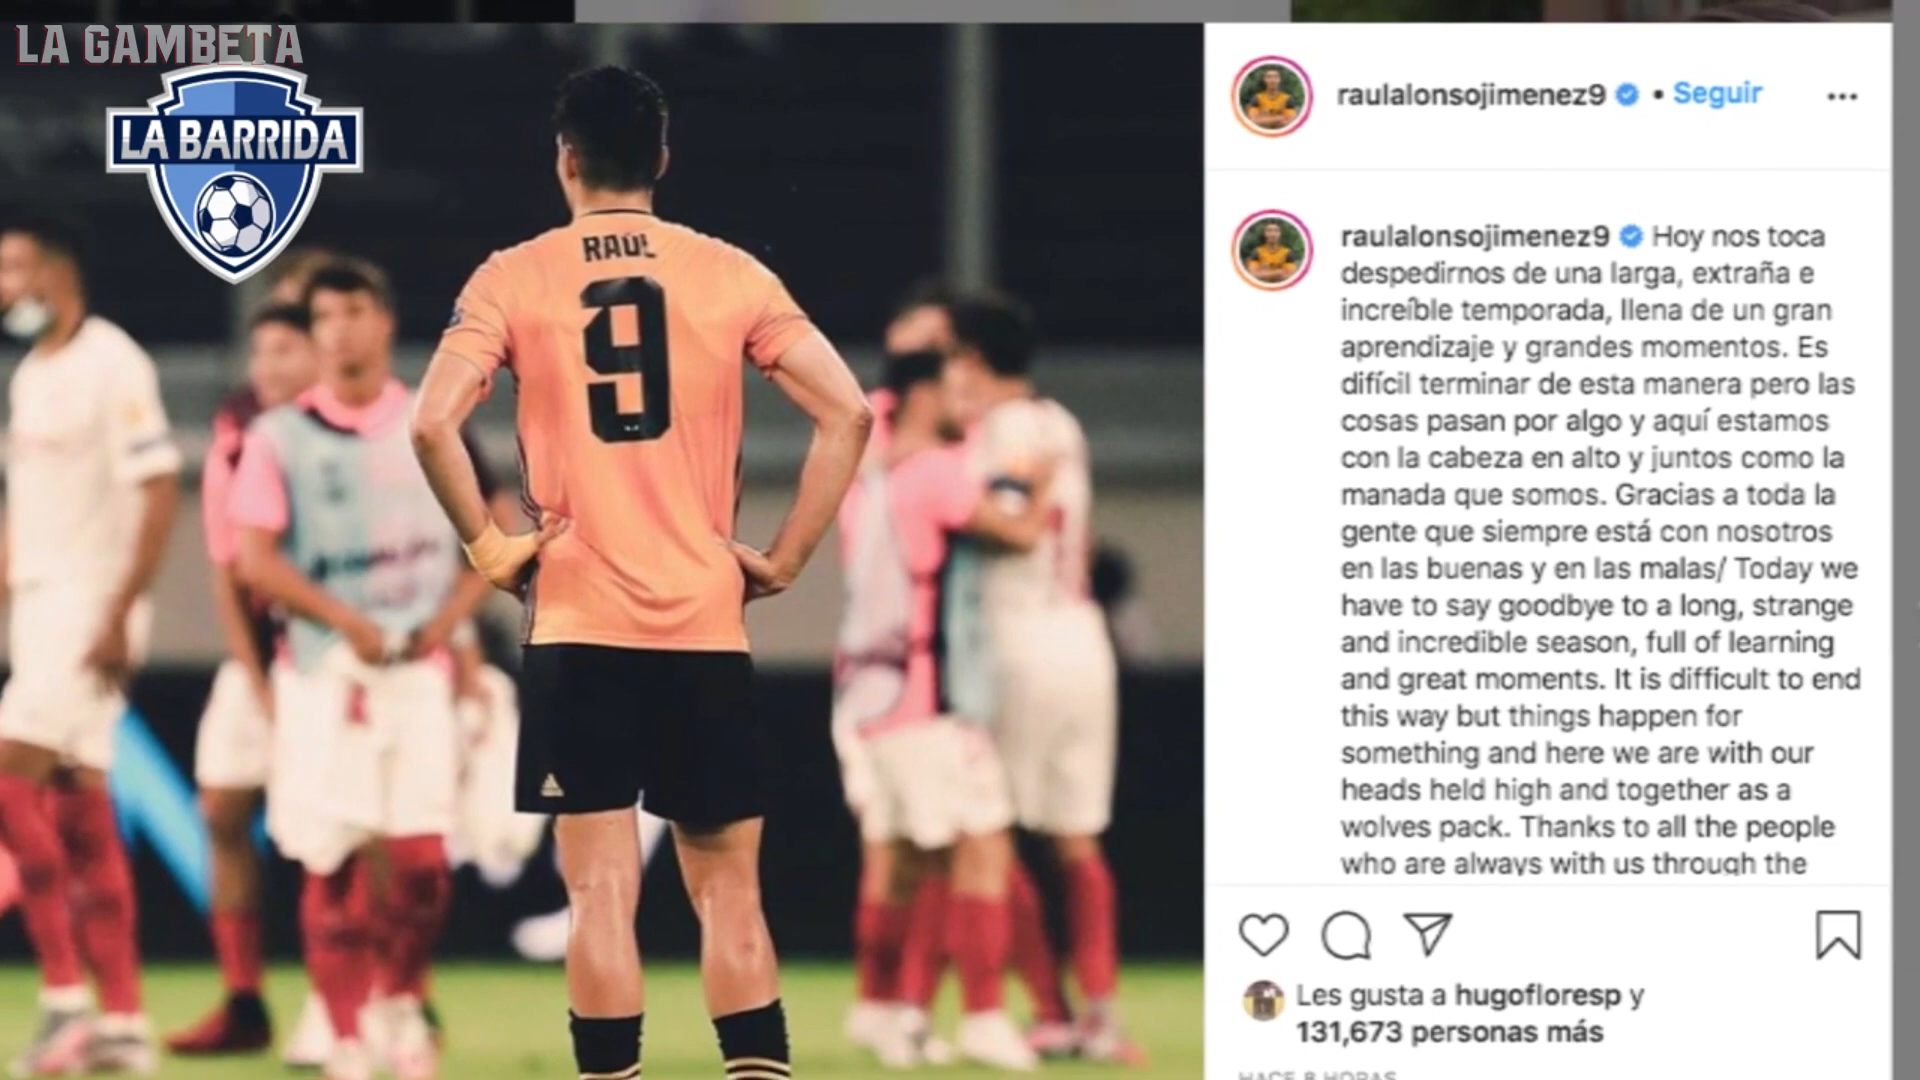 LA GAMBETA
LA BARRIDA
RAÚL
9
raulalonsojimenez9 • Seguir
raulalonsojimenez9 Hoy nos toca
despedirnos de una larga, extraña e
increíble temporada, llena de un gran
aprendizaje y grandes momentos. Es
difícil terminar de esta manera pero las
cosas pasan por algo y aquí estamos
con la cabeza en alto y juntos como la
manada que somos. Gracias a toda la
gente que siempre está con nosotros
en las buenas y en las malas/ Today we
have to say goodbye to a long, strange
and incredible season, full of learning
and great moments. It is difficult to end
this way but things happen for
something and here we are with our
heads held high and together as a
wolves pack. Thanks to all the people
who are always with us through the
Les gusta a hugofloresp y
131,673 personas más
HACE 8 HORAS